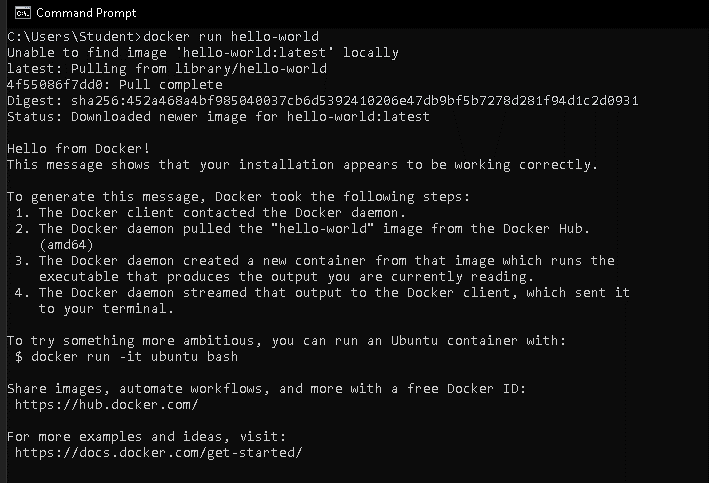 Command Prompt
C:\Users\Student>docker run hello-world
Unable to find image 'hello-world:latest' locally
latest: Pulling from library/hello-world
4f55086f7dd0: Pull complete
Digest: sha256:452a468a4bf985040037cb6d5392410206e47db9bf5b7278d281f94d1c2d0931
Status: Downloaded newer image for hello-world:latest

Hello from Docker!
This message shows that your installation appears to be working correctly.

To generate this message, Docker took the following steps:
 1. The Docker client contacted the Docker daemon.
 2. The Docker daemon pulled the "hello-world" image from the Docker Hub.
    (amd64)
 3. The Docker daemon created a new container from that image which runs the
    executable that produces the output you are currently reading.
 4. The Docker daemon streamed that output to the Docker client, which sent it
    to your terminal.

To try something more ambitious, you can run an Ubuntu container with:
 $ docker run -it ubuntu bash

Share images, automate workflows, and more with a free Docker ID:
 https://hub.docker.com/

For more examples and ideas, visit:
 https://docs.docker.com/get-started/